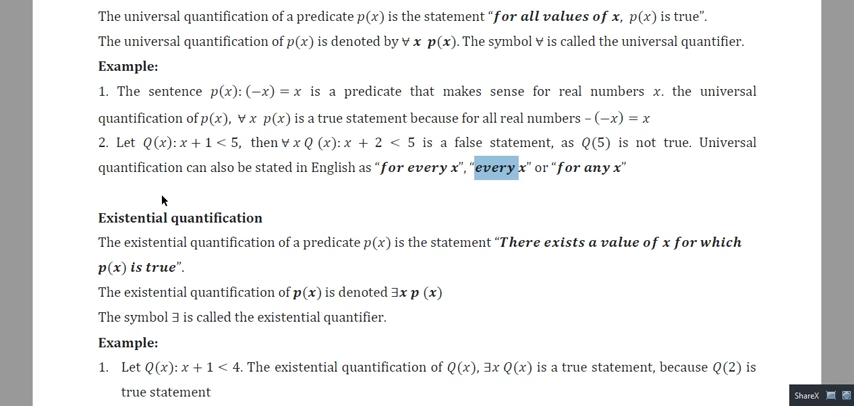 The universal quantification of a predicate p(x) is the statement “for all values of x, p(x) is true”.
The universal quantification of p(x) is denoted by ∀ x p(x). The symbol ∀ is called the universal quantifier.
Example:
1. The sentence p(x): (−x) = x is a predicate that makes sense for real numbers x. the universal
quantification of p(x), ∀ x p(x) is a true statement because for all real numbers – (−x) = x
2. Let Q(x): x + 1 < 5, then ∀ x Q (x): x + 2 < 5 is a false statement, as Q(5) is not true. Universal
quantification can also be stated in English as “for every x”, “every x” or “for any x”
Existential quantification
The existential quantification of a predicate p(x) is the statement “There exists a value of x for which
p(x) is true”.
The existential quantification of p(x) is denoted ∃x p (x)
The symbol ∃ is called the existential quantifier.
Example:
1. Let Q(x): x + 1 < 4. The existential quantification of Q(x), ∃x Q(x) is a true statement, because Q(2) is
true statement
ShareX